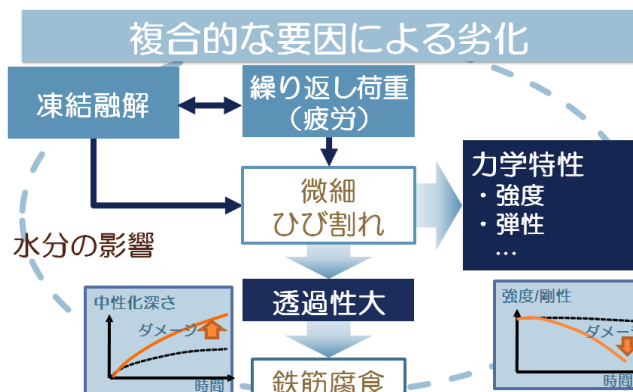 複合的な要因による劣化
凍結融解
繰り返し荷重
（疲労）
微細
ひび割れ
力学特性
・強度
・弾性
…
水分の影響
透過性大
中性化深さ
ダメージ
時間
強度/剛性
ダメージ
時間
鉄筋腐食